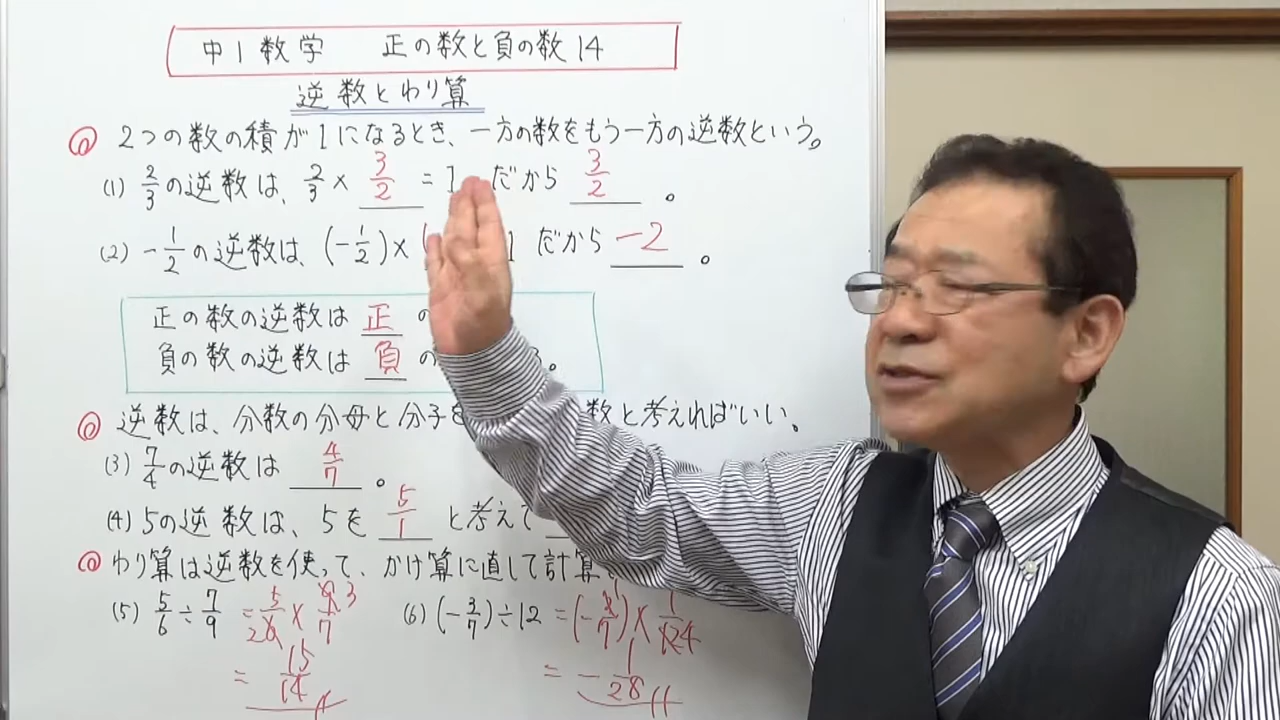 中1数学 正の数と負の数14
逆数とわり算
◎ 2つの数の積が1になるとき、一方の数をもう一方の逆数という。
(1) 2/3の逆数は、2/3× 3/2 =1 だから 3/2 。
(2) -1/2の逆数は、(-1/2)×( 1 だから -2 。
正の数の逆数は 正 の
負の数の逆数は 負 の る。
◎ 逆数は、分数の分母と分子を 数と考えればいい。
(3) 7/4の逆数は 4/7 。
(4) 5の逆数は、5を 5/1 と考えて
◎ わり算は逆数を使って、かけ算に直して計算
(5) 5/6÷7/9 =5/6×9/7 2 3
= 15/14
(6) (-3/7)÷12 =(-3/7)×1/12 1 4
= -1/28